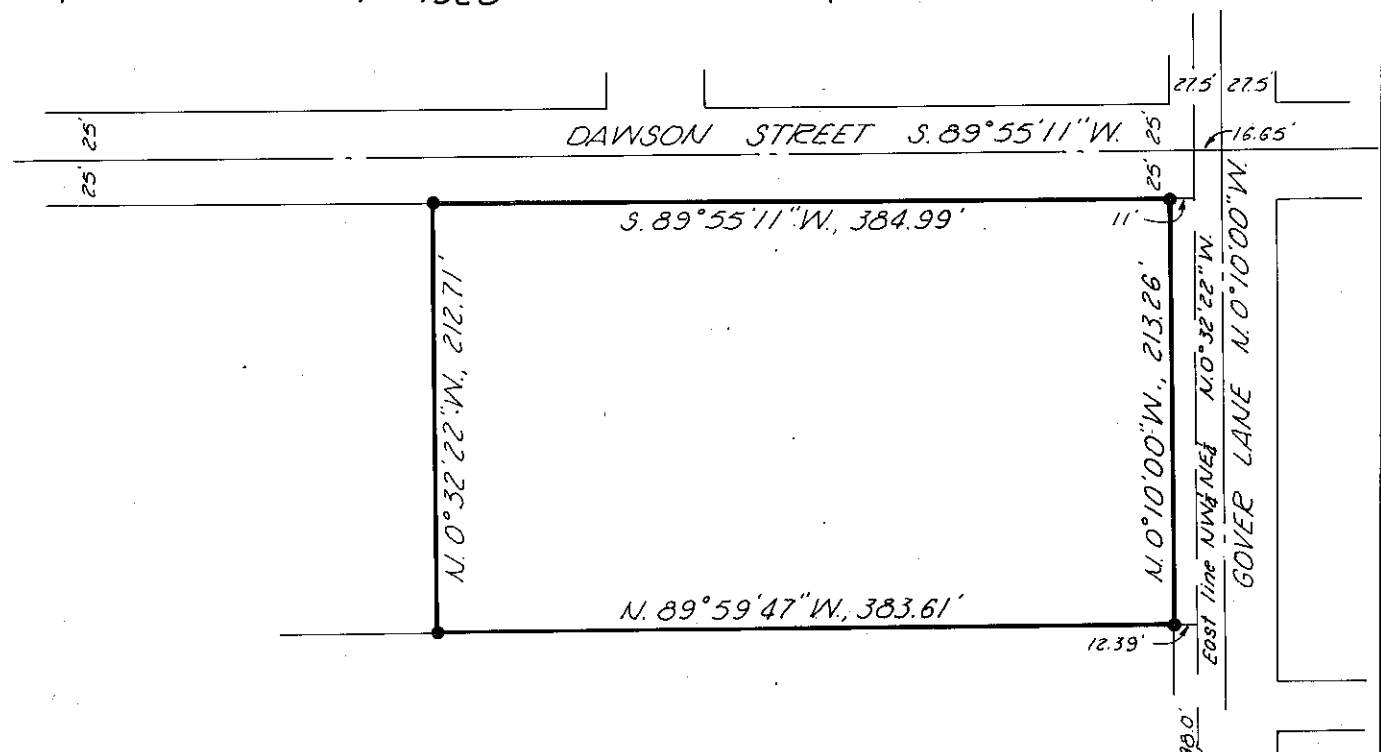 27.5' 27.5'
25'
25'
DAWSON STREET S. 89°55'11" W.
25'
25'
16.65'
S. 89°55'11" W., 384.99'
11'
N. 0°32'22" W., 212.71'
N. 0°10'00" W., 213.26'
East line NW¼ NE¼ N. 0°32'22" W.
GOVER LANE N. 0°10'00" W.
N. 89°59'47" W., 383.61'
12.39'